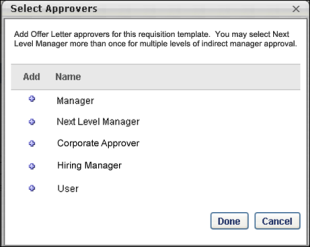 Select Approvers
Add Offer Letter approvers for this requisition template. You may select Next
Level Manager more than once for multiple levels of indirect manager approval.
Add Name
Manager
Next Level Manager
Corporate Approver
Hiring Manager
User
Done Cancel